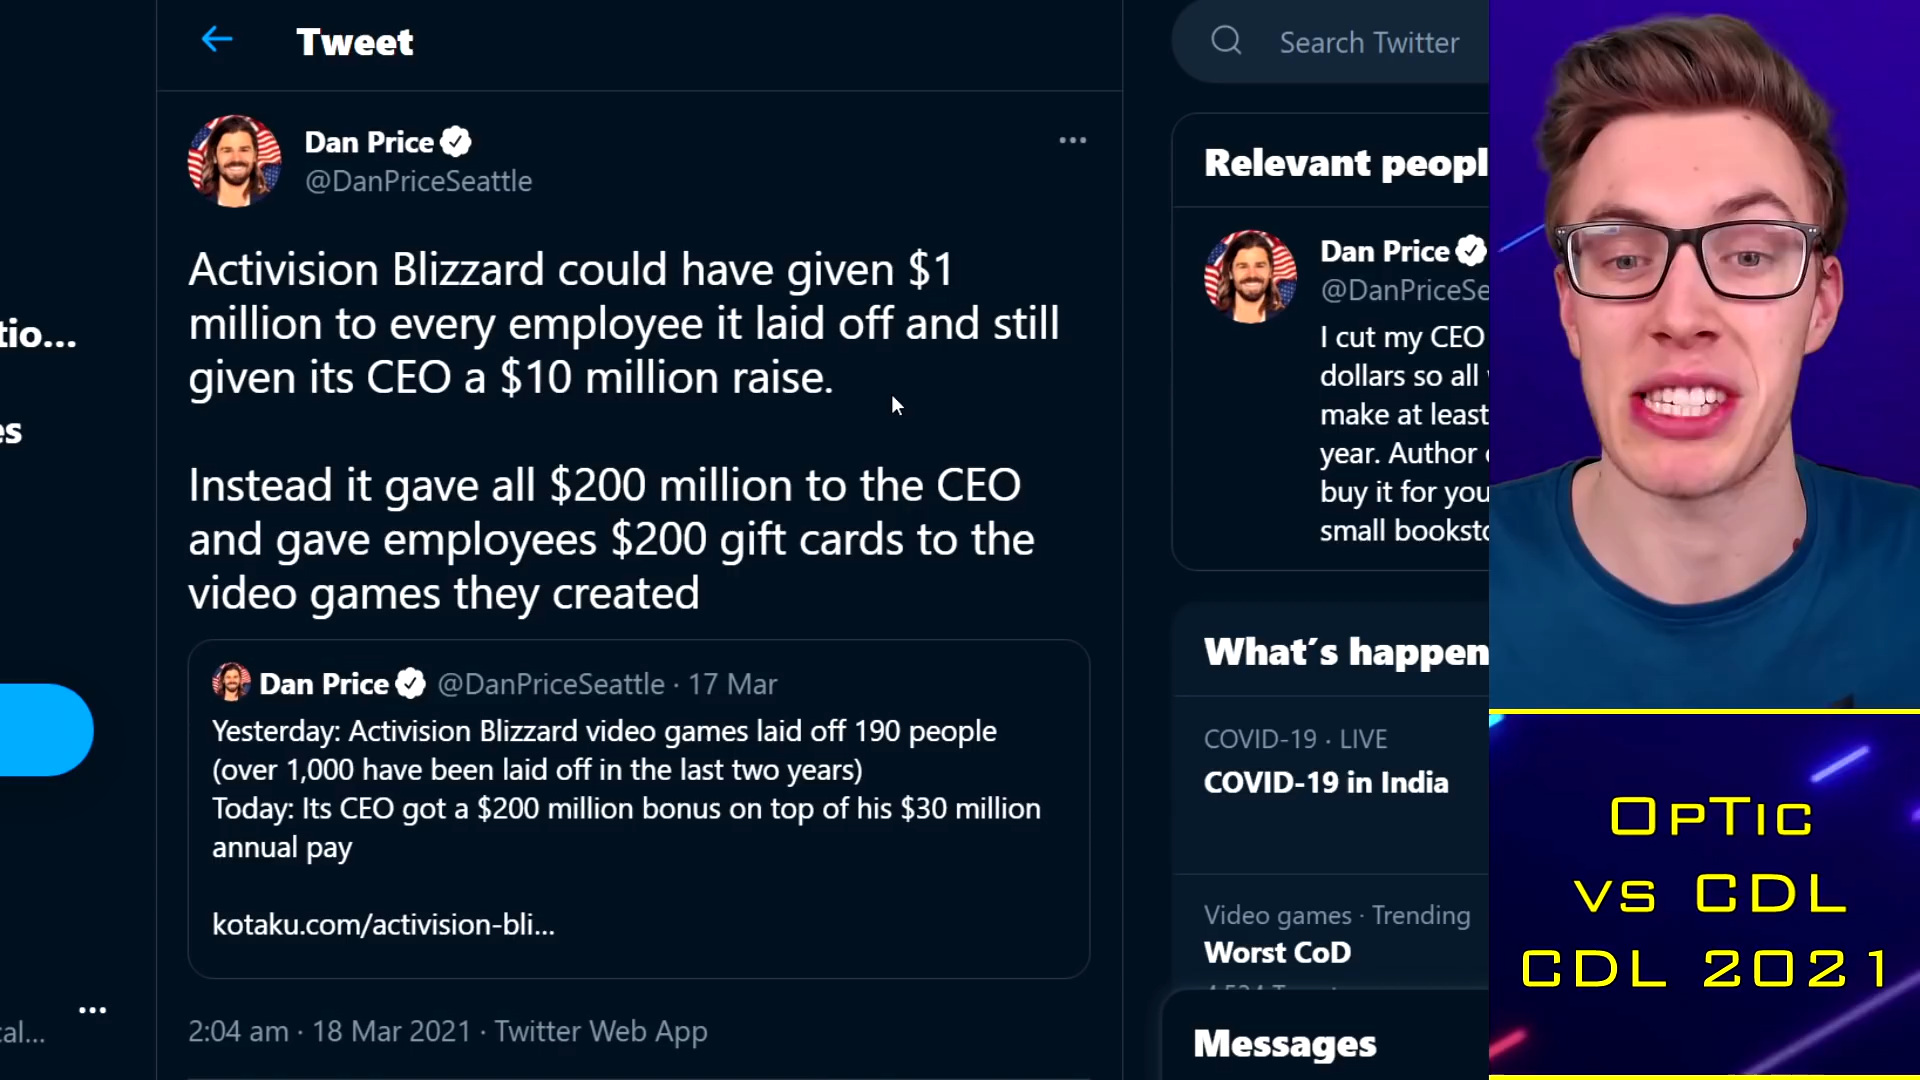 Tweet
Search Twitter
Dan Price
@DanPriceSeattle
Activision Blizzard could have given $1
million to every employee it laid off and still
given its CEO a $10 million raise.
Instead it gave all $200 million to the CEO
and gave employees $200 gift cards to the
video games they created
Dan Price @DanPriceSeattle · 17 Mar
Yesterday: Activision Blizzard video games laid off 190 people
(over 1,000 have been laid off in the last two years)
Today: Its CEO got a $200 million bonus on top of his $30 million
annual pay
kotaku.com/activision-bli...
2:04 am · 18 Mar 2021 · Twitter Web App
tio...
es
cal...
Relevant peopl
Dan Price
@DanPriceSe
I cut my CEO
dollars so all
make at least
year. Author
buy it for you
small booksto
What's happen
COVID-19 · LIVE
COVID-19 in India
Video games · Trending
Worst CoD
Messages
OpTic
vs CDL
CDL 2021